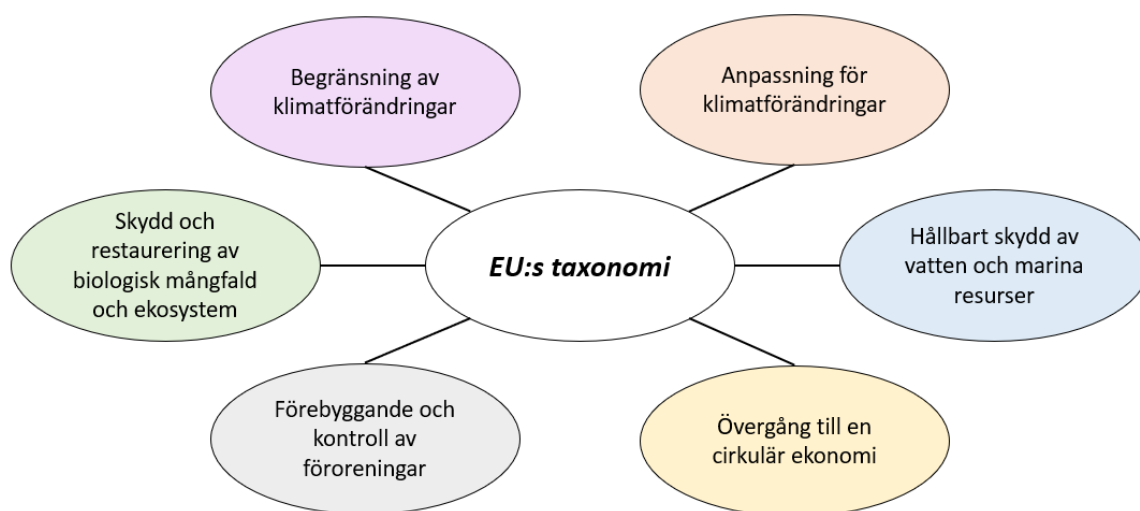 Begränsning av
klimatförändringar
Anpassning för
klimatförändringar
Skydd och
restaurering av
biologisk mångfald
och ekosystem
EU:s taxonomi
Hållbart skydd av
vatten och marina
resurser
Förebyggande och
kontroll av
föroreningar
Övergång till en
cirkulär ekonomi